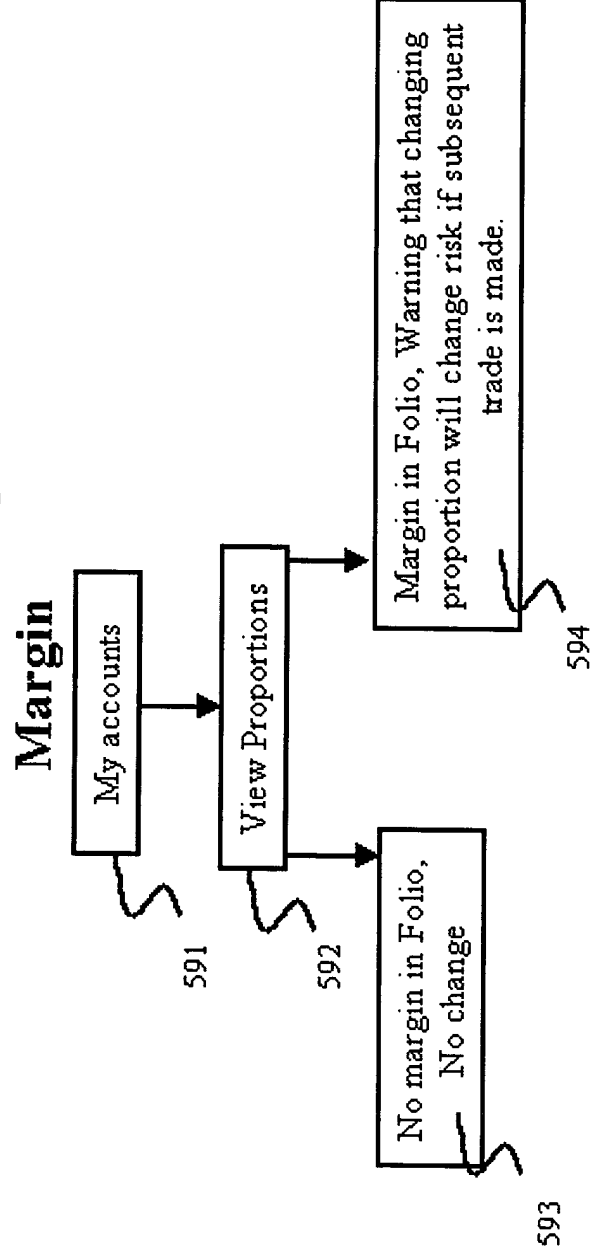 Margin
My accounts
591
View Proportions
592
No margin in Folio,
No change
593
Margin in Folio, Warning that changing
proportion will change risk if subsequent
trade is made.
594